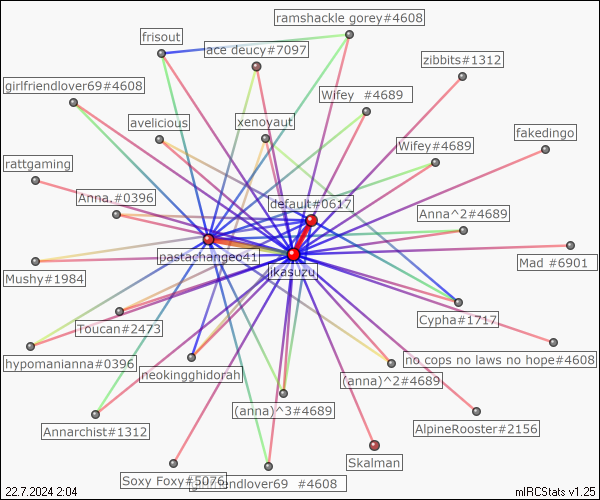 ramshackle gorey#4608
frisout
ace deucy#7097
zibbits#1312
girlfriendlover69#4608
Wifey #4689
avelicious
xenoyaut
fakedingo
Wifey#4689
rattgaming
Anna.#0396
default#0617
Anna^2#4689
pastachangeo41
jikasuzu
Mad #6901
Mushy#1984
Cypha#1717
Toucan#2473
no cops no laws no hope#4608
hypomanianna#0396
neokingghidorah
(anna)^2#4689
(anna)^3#4689
Annarchist#1312
AlpineRooster#2156
Skalman
Soxy Foxy#5076
girlfriendlover69 #4608
22.7.2024 2:04
mIRCStats v1.25